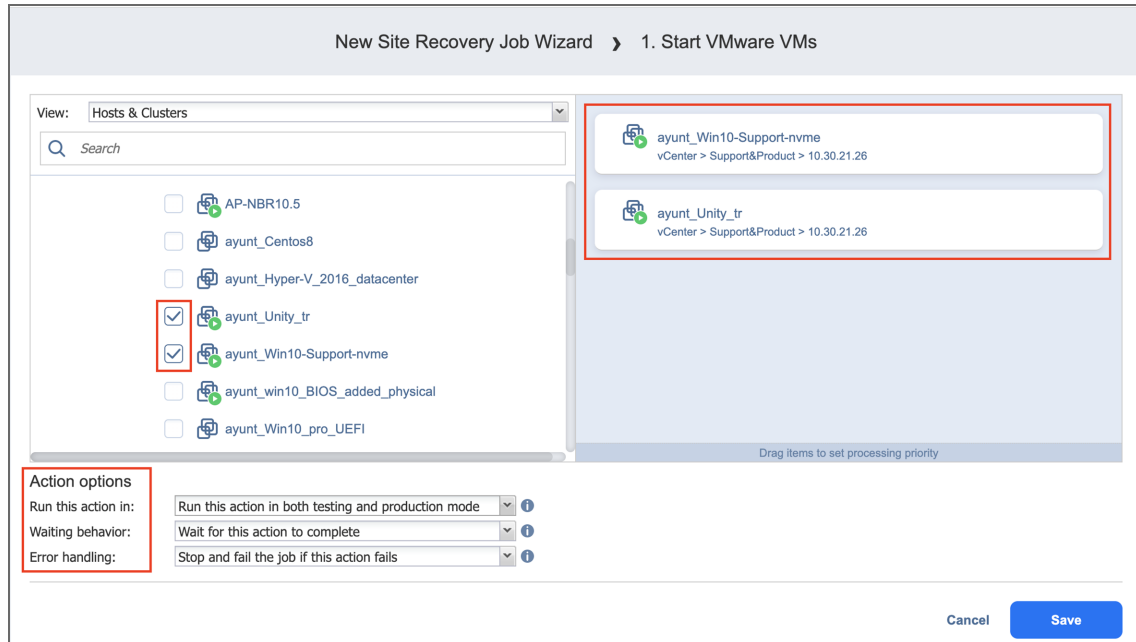 New Site Recovery Job Wizard ❯ 1. Start VMware VMs
View: Hosts & Clusters
Search
AP-NBR10.5
ayunt_Centos8
ayunt_Hyper-V_2016_datacenter
ayunt_Unity_tr
ayunt_Win10-Support-nvme
ayunt_win10_BIOS_added_physical
ayunt_Win10_pro_UEFI
ayunt_Win10-Support-nvme
vCenter > Support&Product > 10.30.21.26
ayunt_Unity_tr
vCenter > Support&Product > 10.30.21.26
Drag items to set processing priority
Action options
Run this action in: Run this action in both testing and production mode
Waiting behavior: Wait for this action to complete
Error handling: Stop and fail the job if this action fails
Cancel Save